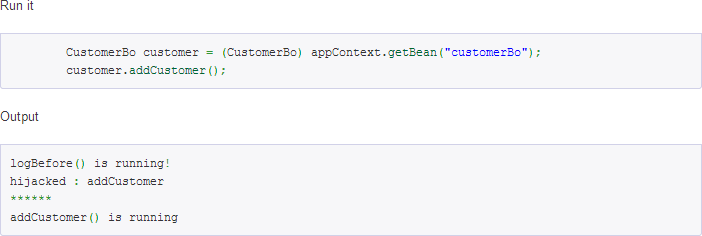 Run it
CustomerBo customer = (CustomerBo) appContext.getBean("customerBo");
customer.addCustomer();
Output
logBefore() is running!
hijacked : addCustomer
******
addCustomer() is running